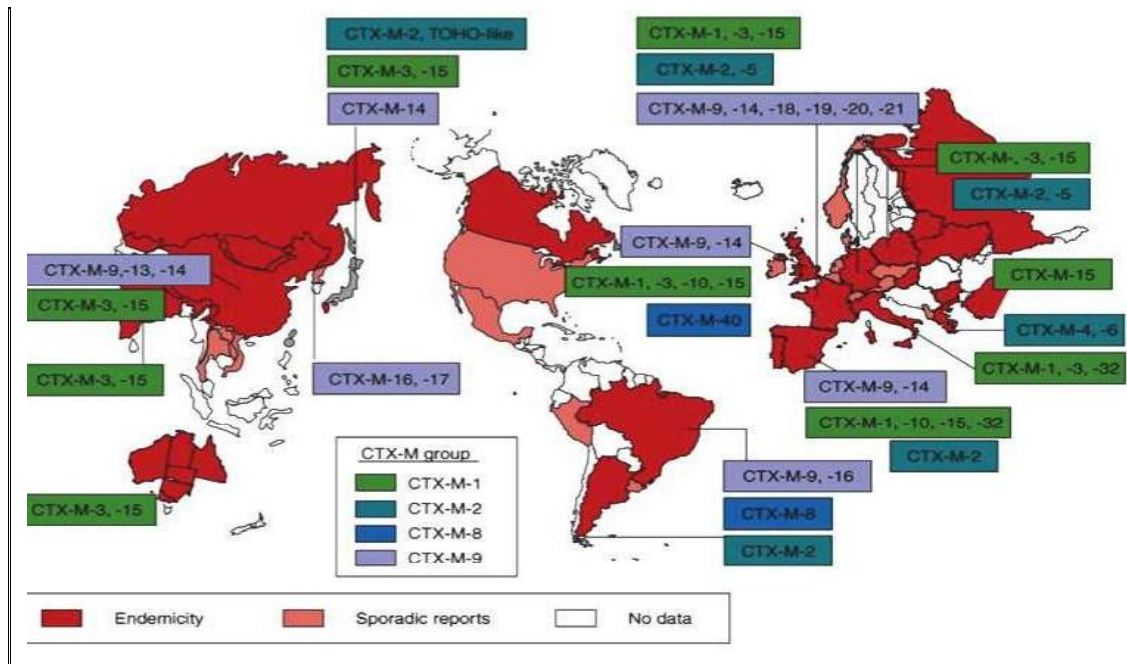 CTX-M-2, TOHO-like
CTX-M-3, -15
CTX-M-14
CTX-M-1, -3, -15
CTX-M-2, -5
CTX-M-9, -14, -18, -19, -20, -21
CTX-M-, -3, -15
CTX-M-2, -5
CTX-M-9,-13, -14
CTX-M-3, -15
CTX-M-3, -15
CTX-M-16, -17
CTX-M-9, -14
CTX-M-1, -3, -10, -15
CTX-M-40
CTX-M-15
CTX-M-4, -6
CTX-M-1, -3, -32
CTX-M-9, -14
CTX-M-1, -10, -15, -32
CTX-M-2
CTX-M-3, -15
CTX-M group
CTX-M-1
CTX-M-2
CTX-M-8
CTX-M-9
CTX-M-9, -16
CTX-M-8
CTX-M-2
Endernicity
Sporadic reports
No data